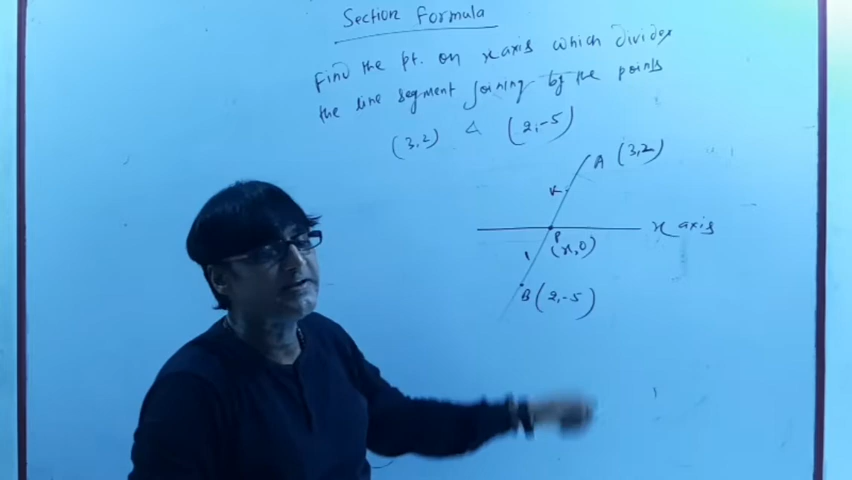 Section Formula
Find the pt. on x axis which divides
the line segment joining by the points
(3,2) & (2,-5)
A (3,2)
K
x axis
P
(x,0)
1
B (2,-5)